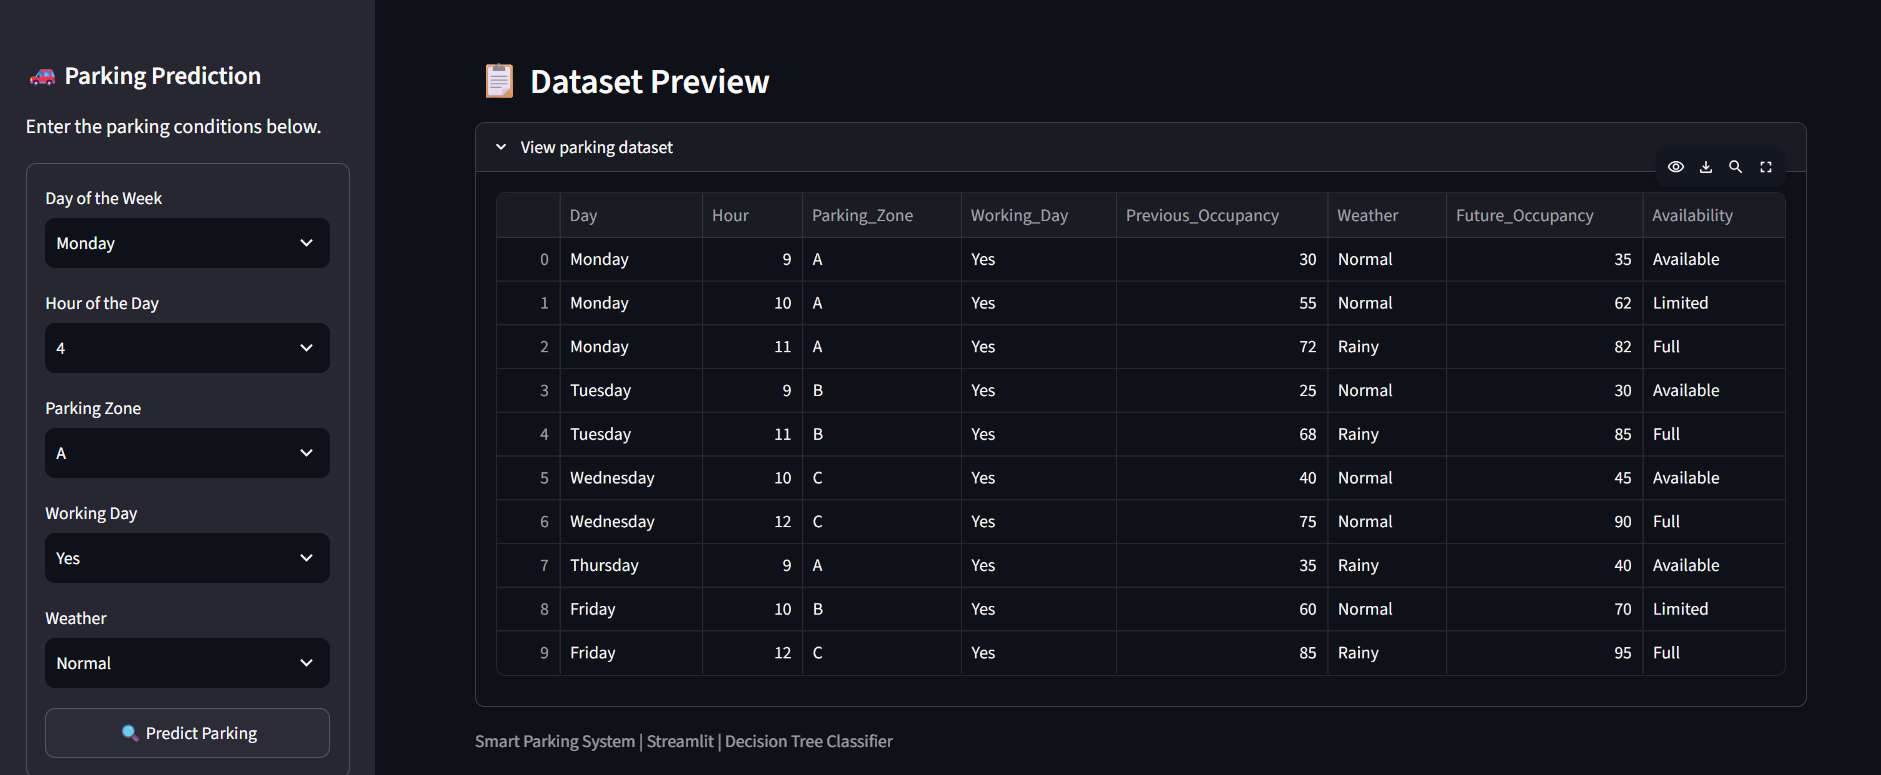 Parking Prediction
Enter the parking conditions below.
Day of the Week
Monday
Hour of the Day
4
Parking Zone
A
Working Day
Yes
Weather
Normal
Predict Parking
Dataset Preview
View parking dataset
Day Hour Parking_Zone Working_Day Previous_Occupancy Weather Future_Occupancy Availability
0 Monday 9 A Yes 30 Normal 35 Available
1 Monday 10 A Yes 55 Normal 62 Limited
2 Monday 11 A Yes 72 Rainy 82 Full
3 Tuesday 9 B Yes 25 Normal 30 Available
4 Tuesday 11 B Yes 68 Rainy 85 Full
5 Wednesday 10 C Yes 40 Normal 45 Available
6 Wednesday 12 C Yes 75 Normal 90 Full
7 Thursday 9 A Yes 35 Rainy 40 Available
8 Friday 10 B Yes 60 Normal 70 Limited
9 Friday 12 C Yes 85 Rainy 95 Full
Smart Parking System | Streamlit | Decision Tree Classifier